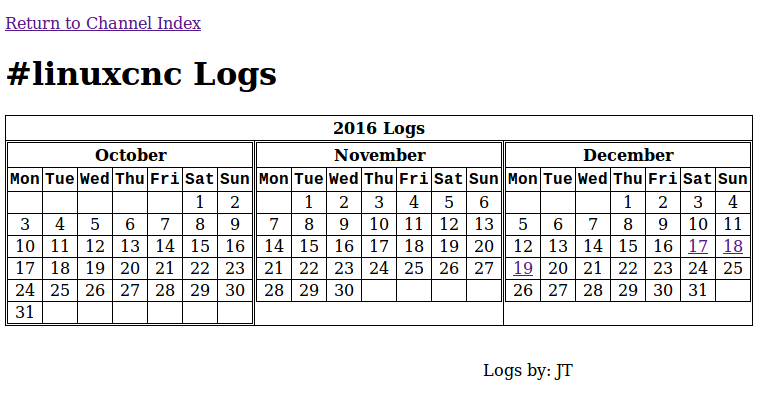 Return to Channel Index
#linuxcnc Logs
2016 Logs
October November December
Mon Tue Wed Thu Fri Sat Sun Mon Tue Wed Thu Fri Sat Sun Mon Tue Wed Thu Fri Sat Sun
1 2 1 2 3 4 5 6 1 2 3 4
3 4 5 6 7 8 9 7 8 9 10 11 12 13 5 6 7 8 9 10 11
10 11 12 13 14 15 16 14 15 16 17 18 19 20 12 13 14 15 16 17 18
17 18 19 20 21 22 23 21 22 23 24 25 26 27 19 20 21 22 23 24 25
24 25 26 27 28 29 30 28 29 30 26 27 28 29 30 31
31
Logs by: JT